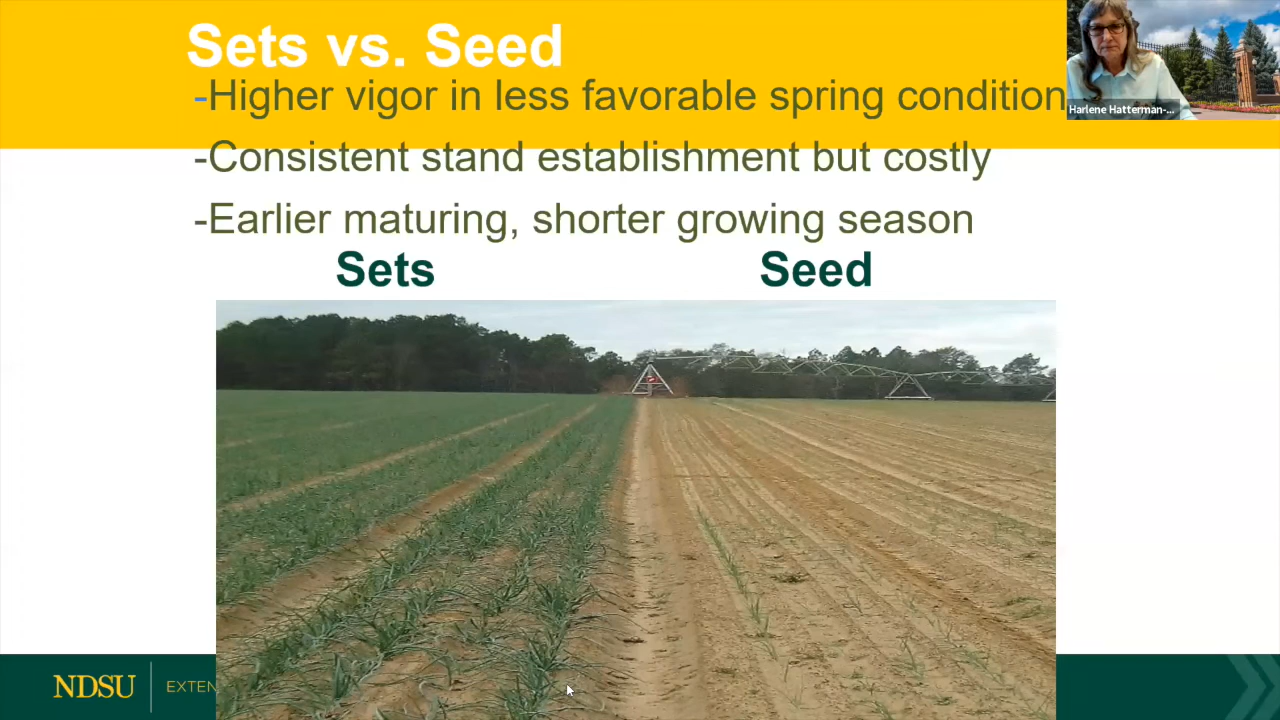 Sets vs. Seed
-Higher vigor in less favorable spring condition
-Consistent stand establishment but costly
-Earlier maturing, shorter growing season
Sets Seed
Harlene Hatterman-...
NDSU EXTEN